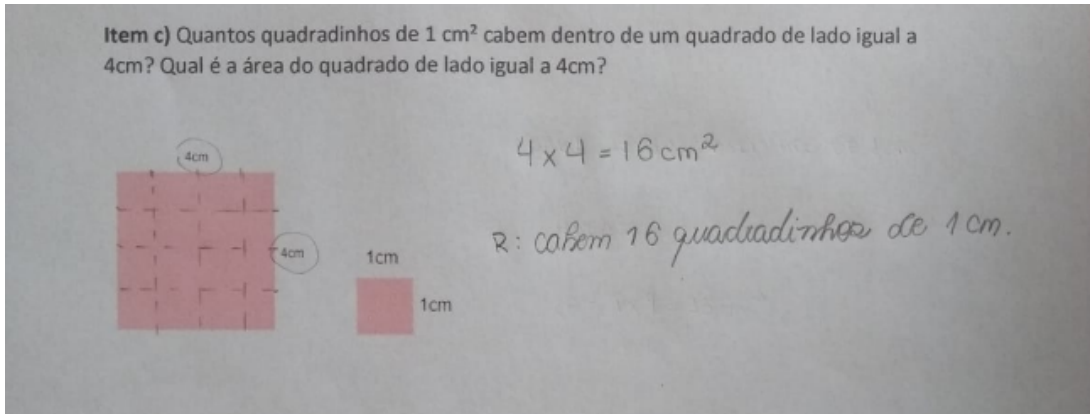 Item c) Quantos quadradinhos de 1 cm² cabem dentro de um quadrado de lado igual a
4cm? Qual é a área do quadrado de lado igual a 4cm?
4 x 4 = 16 cm²
4cm
R: cabem 16 quadradinhos de 1 cm.
4cm
1cm
1cm